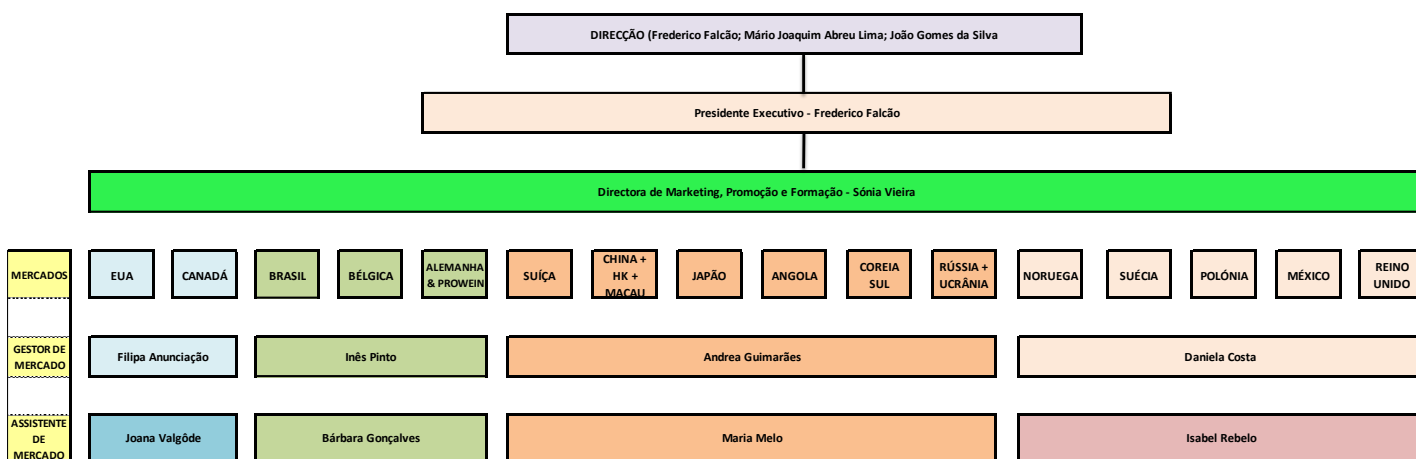 DIRECÇÃO (Frederico Falcão; Mário Joaquim Abreu Lima; João Gomes da Silva
Presidente Executivo - Frederico Falcão
Directora de Marketing, Promoção e Formação - Sónia Vieira
MERCADOS
EUA
CANADÁ
BRASIL
BÉLGICA
ALEMANHA
& PROWEIN
SUÍÇA
CHINA +
HK +
MACAU
JAPÃO
ANGOLA
COREIA
SUL
RÚSSIA +
UCRÂNIA
NORUEGA
SUÉCIA
POLÓNIA
MÉXICO
REINO
UNIDO
GESTOR DE
MERCADO
Filipa Anunciação
Inês Pinto
Andrea Guimarães
Daniela Costa
ASSISTENTE
DE
MERCADO
Joana Valgôde
Bárbara Gonçalves
Maria Melo
Isabel Rebelo